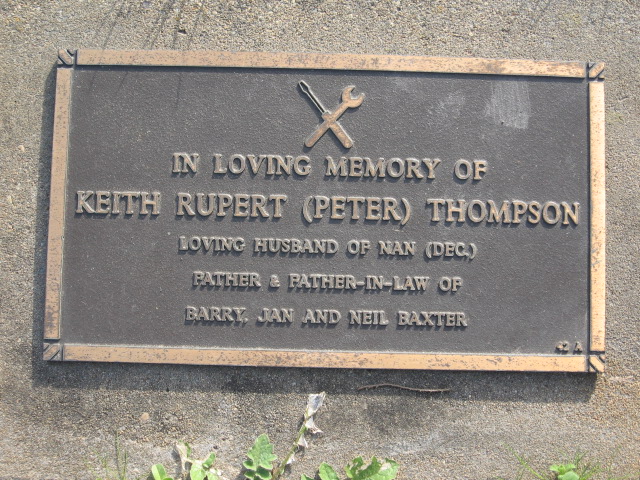 IN LOVING MEMORY OF
KEITH RUPERT (PETER) THOMPSON
LOVING HUSBAND OF NAN (DEC.)
FATHER & FATHER-IN-LAW OF
BARRY, JAN AND NEIL BAXTER